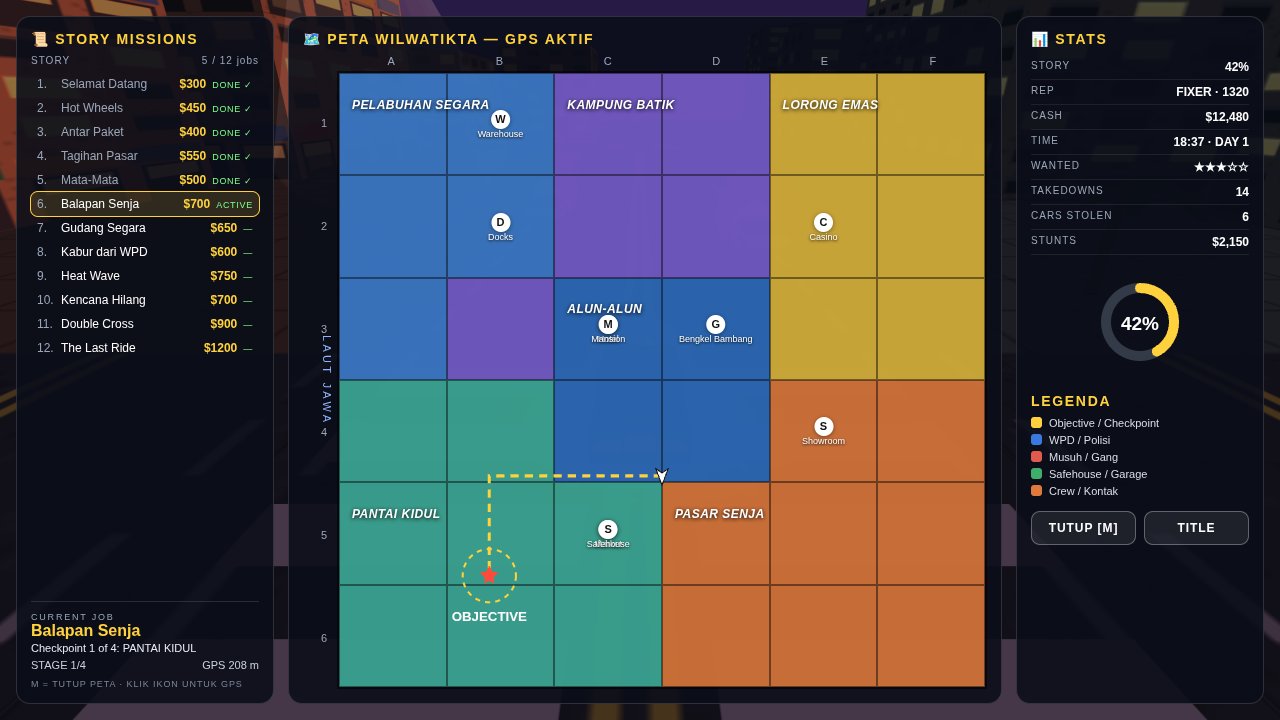 📜 STORY MISSIONS
STORY 5 / 12 jobs
1. Selamat Datang $300 DONE ✓
2. Hot Wheels $450 DONE ✓
3. Antar Paket $400 DONE ✓
4. Tagihan Pasar $550 DONE ✓
5. Mata-Mata $500 DONE ✓
6. Balapan Senja $700 ACTIVE
7. Gudang Segara $650 —
8. Kabur dari WPD $600 —
9. Heat Wave $750 —
10. Kencana Hilang $700 —
11. Double Cross $900 —
12. The Last Ride $1200 —
CURRENT JOB
Balapan Senja
Checkpoint 1 of 4: PANTAI KIDUL
STAGE 1/4 GPS 208 m
M = TUTUP PETA · KLIK IKON UNTUK GPS
🗺️ PETA WILWATIKTA — GPS AKTIF
A B C D E F
PELABUHAN SEGARA KAMPUNG BATIK LORONG EMAS
1 W
Warehouse
2 D C
Docks Casino
ALUN-ALUN
3 M G
Bengkel Bambang
LAUT JAWA
4 S
Showroom
PANTAI KIDUL PASAR SENJA
5 S
Safehouse
OBJECTIVE
6
📊 STATS
STORY 42%
REP FIXER · 1320
CASH $12,480
TIME 18:37 · DAY 1
WANTED ★★★☆☆
TAKEDOWNS 14
CARS STOLEN 6
STUNTS $2,150
42%
LEGENDA
Objective / Checkpoint
WPD / Polisi
Musuh / Gang
Safehouse / Garage
Crew / Kontak
TUTUP [M] TITLE